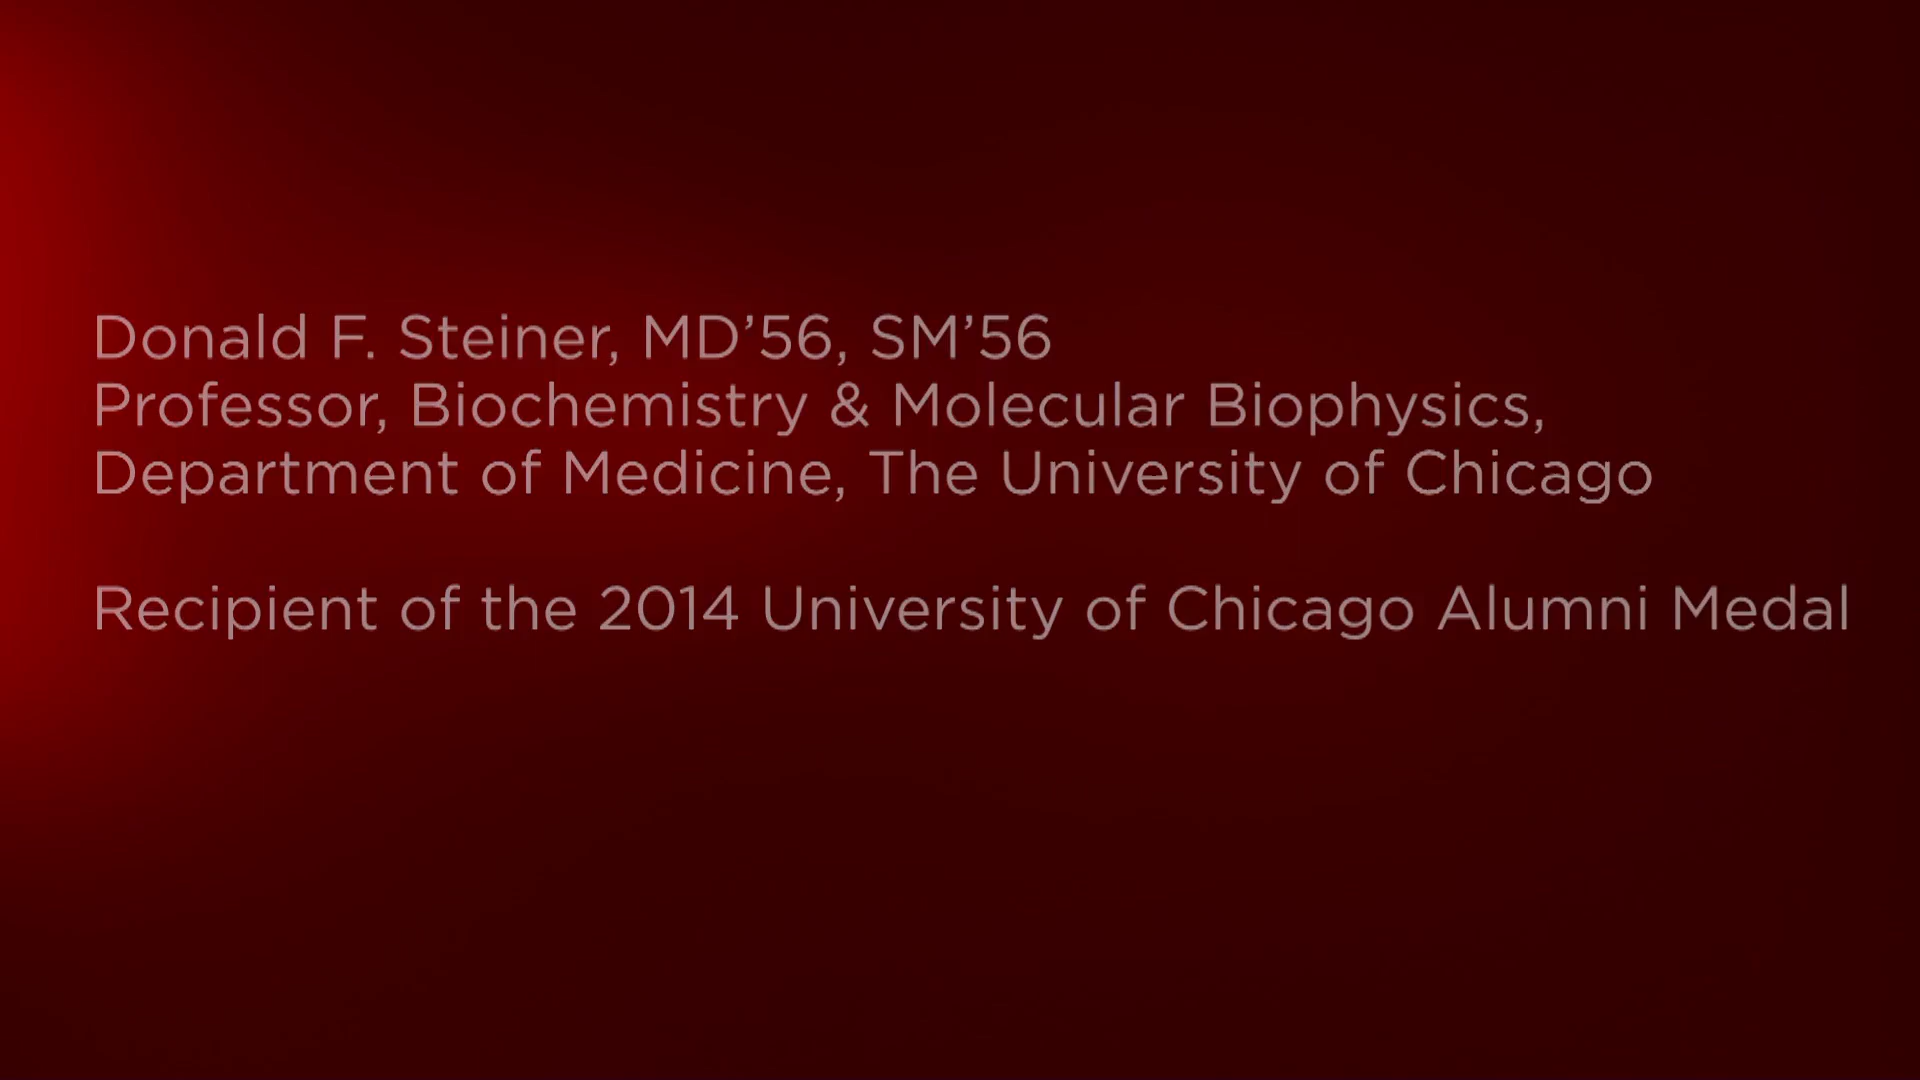 Donald F. Steiner, MD’56, SM’56
Professor, Biochemistry & Molecular Biophysics,
Department of Medicine, The University of Chicago
Recipient of the 2014 University of Chicago Alumni Medal